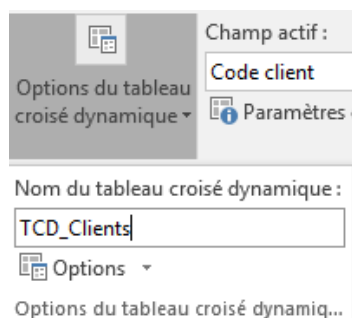 Champ actif :
Code client
Options du tableau
croisé dynamique
Paramètres
Nom du tableau croisé dynamique :
TCD_Clients
Options
Options du tableau croisé dynamiq...